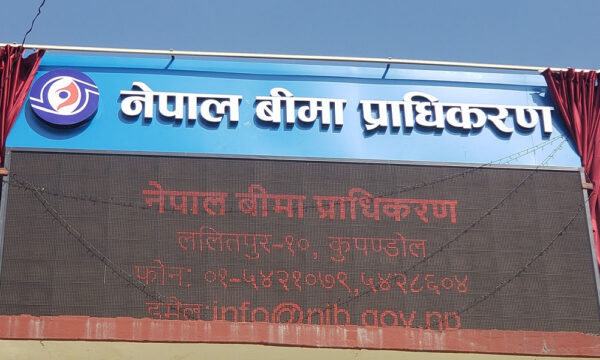 नेपाल बीमा प्राधिकरण
नेपाल बीमा प्राधिकरण
ललितपुर-१०, कुपण्डोल
फोन: ०१-५४२१०७९,५४२८६०४
इमेल:info@nib.gov.np